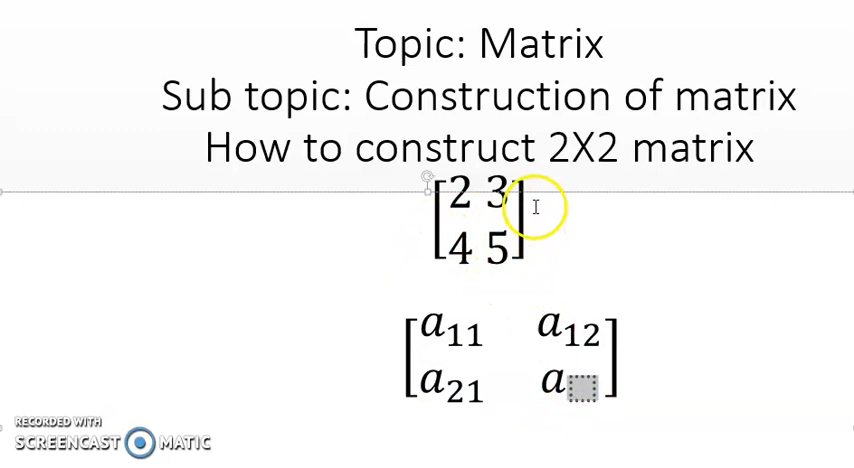 Topic: Matrix
Sub topic: Construction of matrix
How to construct 2X2 matrix
[2 3
4 5]
[a₁₁ a₁₂
a₂₁ a]
RECORDED WITH
SCREENCAST MATIC